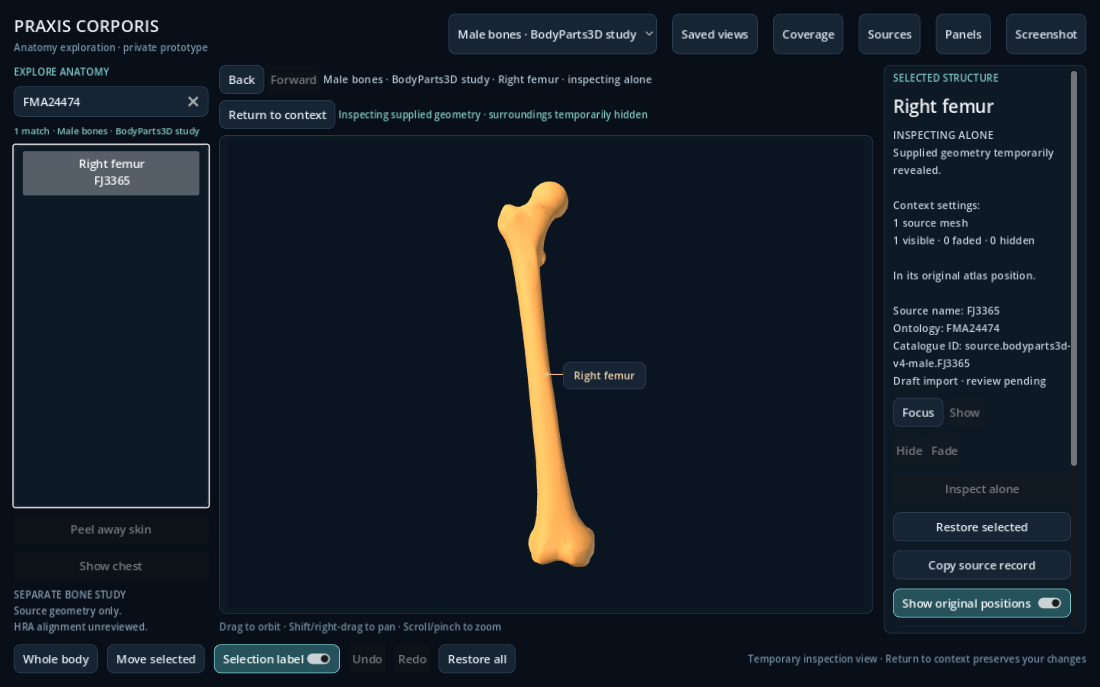 PRAXIS CORPORIS
Anatomy exploration · private prototype
Male bones · BodyParts3D study
Saved views
Coverage
Sources
Panels
Screenshot
EXPLORE ANATOMY
FMA24474
1 match · Male bones · BodyParts3D study
Right femur
FJ3365
Peel away skin
Show chest
SEPARATE BONE STUDY
Source geometry only.
HRA alignment unreviewed.
Back
Forward
Male bones · BodyParts3D study · Right femur · inspecting alone
Return to context
Inspecting supplied geometry · surroundings temporarily hidden
Right femur
Drag to orbit · Shift/right-drag to pan · Scroll/pinch to zoom
SELECTED STRUCTURE
Right femur
INSPECTING ALONE
Supplied geometry temporarily
revealed.
Context settings:
1 source mesh
1 visible · 0 faded · 0 hidden
In its original atlas position.
Source name: FJ3365
Ontology: FMA24474
Catalogue ID: source.bodyparts3d-
v4-male.FJ3365
Draft import · review pending
Focus
Show
Hide
Fade
Inspect alone
Restore selected
Copy source record
Show original positions
Whole body
Move selected
Selection label
Undo
Redo
Restore all
Temporary inspection view · Return to context preserves your changes